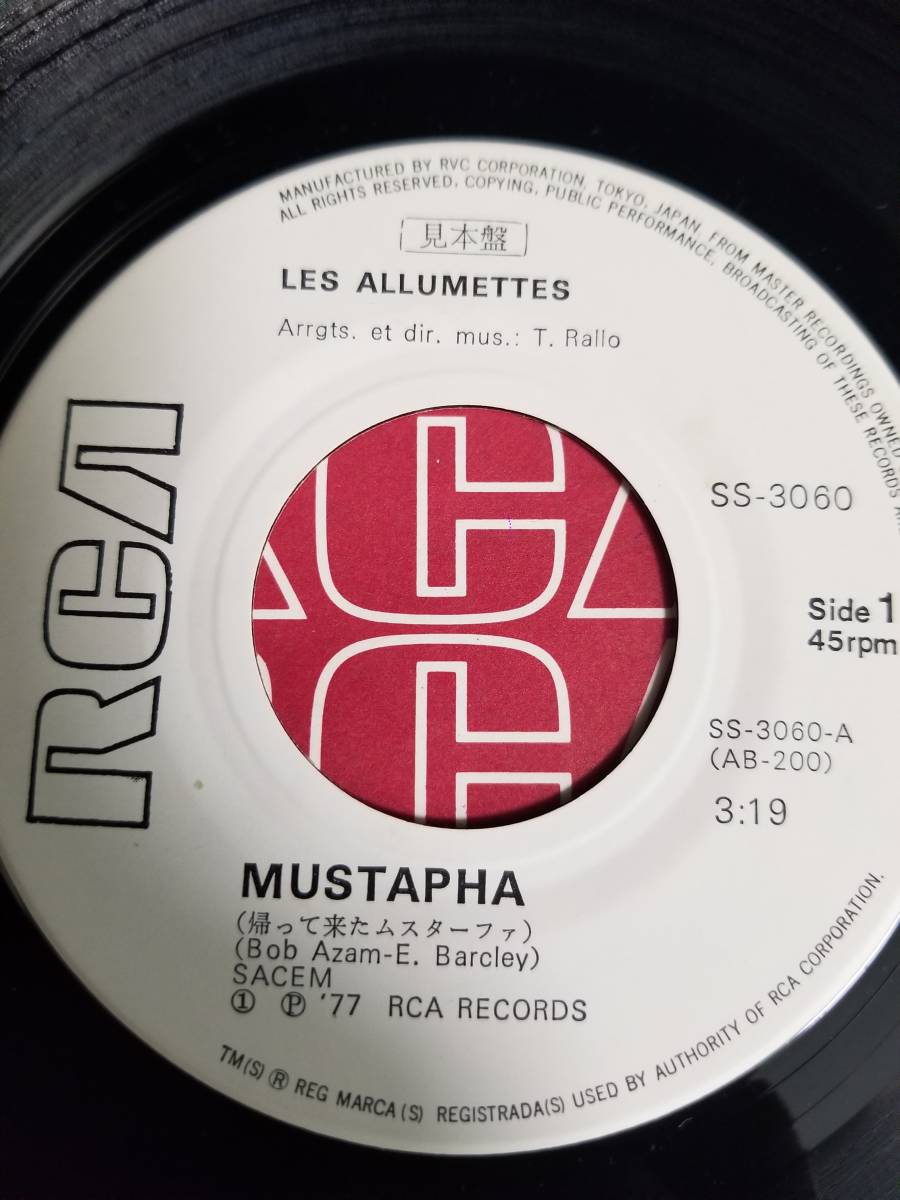 MANUFACTURED BY RVC CORPORATION, TOKYO, JAPAN, FROM MASTER RECORDINGS OWNED
ALL RIGHTS RESERVED, COPYING, PUBLIC PERFORMANCE, BROADCASTING OF THESE RECORDS
見本盤
LES ALLUMETTES
Arrgts. et dir. mus.: T. Rallo
RCA
SS-3060
Side 1
45rpm
SS-3060-A
(AB-200)
3:19
MUSTAPHA
(帰って来たムスターファ)
(Bob Azam-E. Barcley)
SACEM
① Ⓟ '77 RCA RECORDS
TM(S) ® REG MARCA(S) REGISTRADA(S) USED BY AUTHORITY OF RCA CORPORATION.